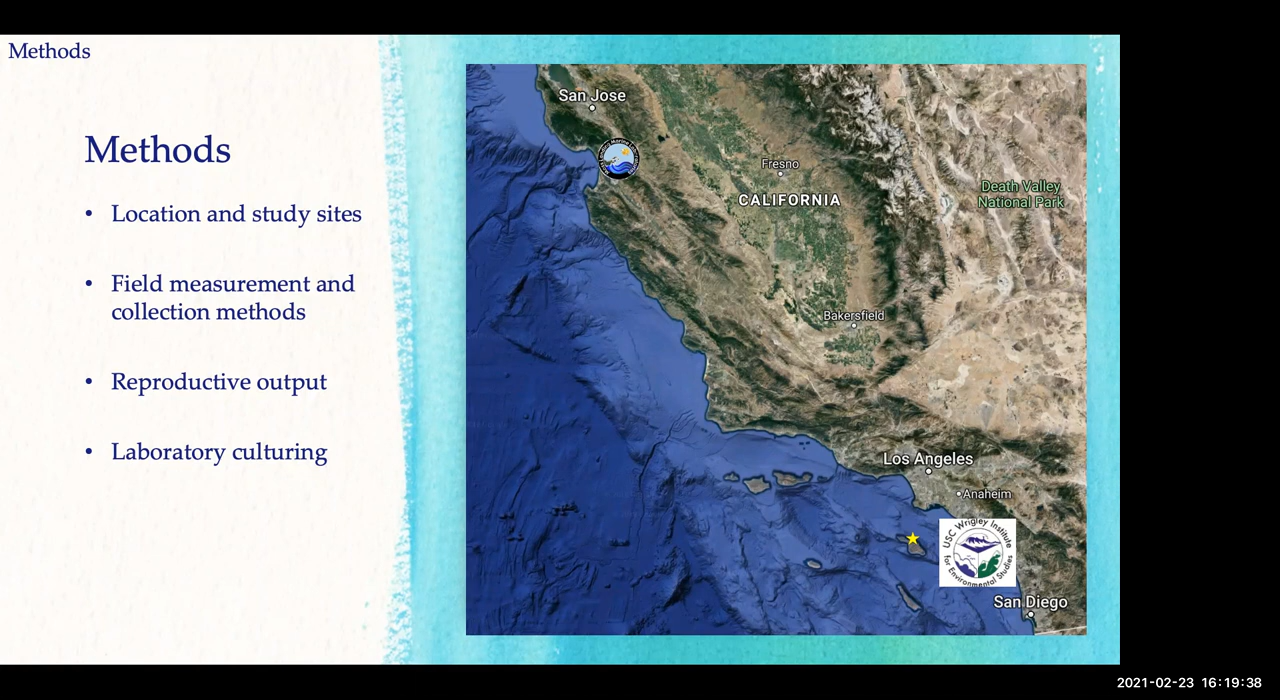 Methods
Methods
• Location and study sites
• Field measurement and
collection methods
• Reproductive output
• Laboratory culturing
San Jose
Fresno
CALIFORNIA
Death Valley
National Park
Bakersfield
Los Angeles
Anaheim
USC Wrigley Institute
for Environmental Studies
San Diego
2021-02-23 16:19:38